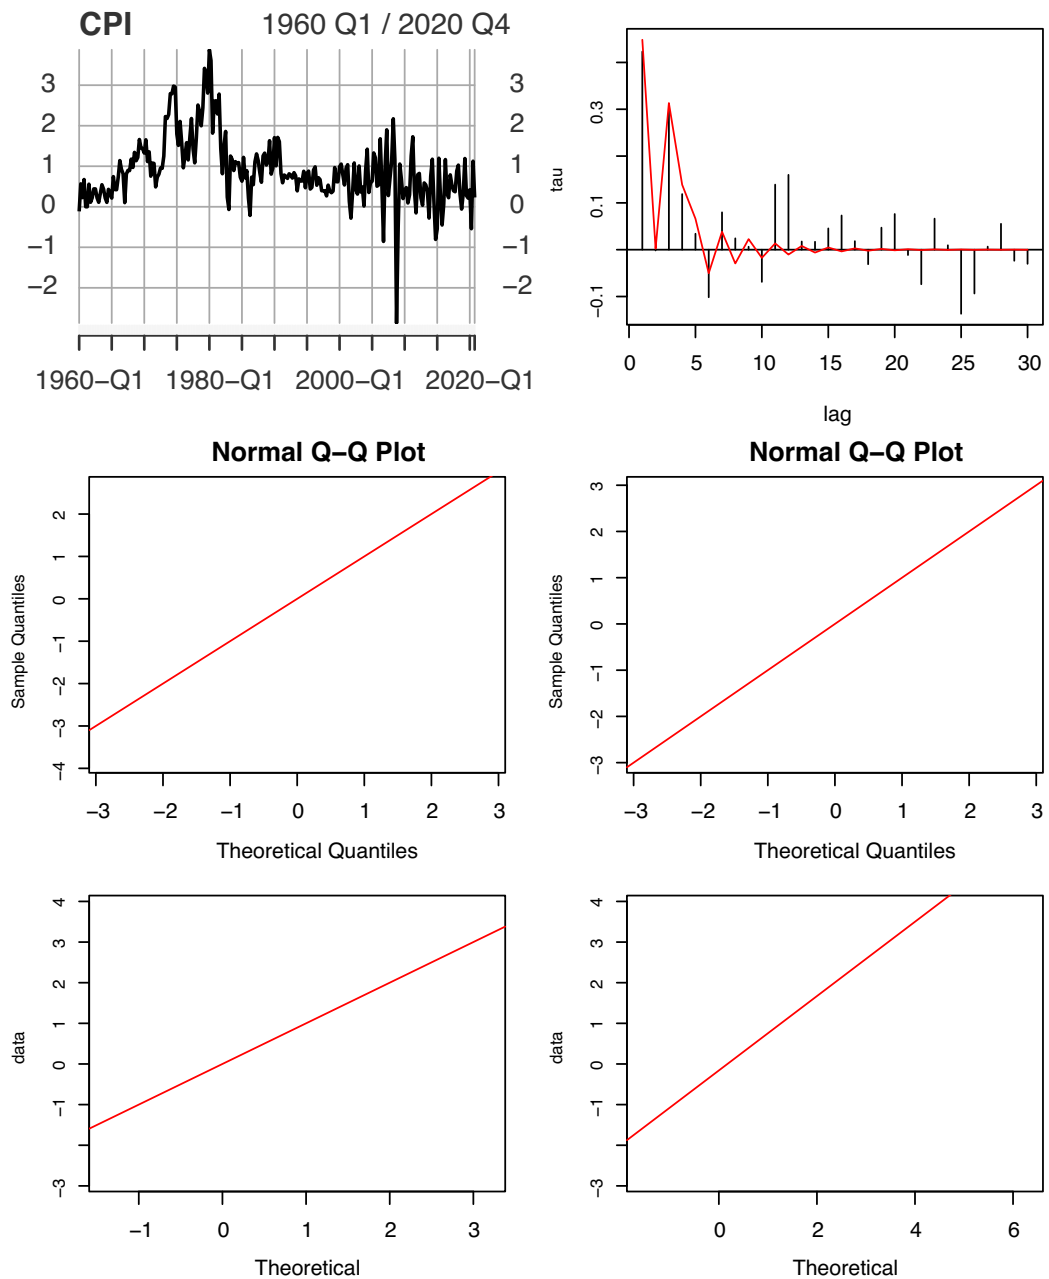 CPI 1960 Q1 / 2020 Q4
3 3
2 2
1 1
0 0
−1 −1
−2 −2
1960−Q1 1980−Q1 2000−Q1 2020−Q1
tau
0.3
0.1
−0.1
0 5 10 15 20 25 30
lag
Normal Q−Q Plot
Sample Quantiles
2
1
0
−1
−2
−3
−4
−3 −2 −1 0 1 2 3
Theoretical Quantiles
Normal Q−Q Plot
Sample Quantiles
3
2
1
0
−1
−2
−3
−3 −2 −1 0 1 2 3
Theoretical Quantiles
data
4
3
2
1
0
−1
−3
−1 0 1 2 3
Theoretical
data
4
3
2
1
0
−1
−3
0 2 4 6
Theoretical